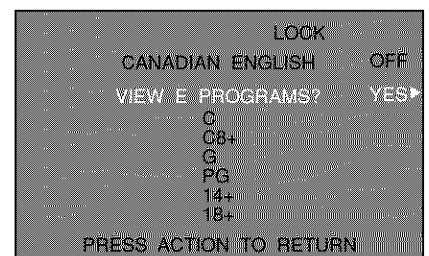 LOCK
CANADIAN ENGLISH OFF
VIEW E PROGRAMS? YES▶
C
C8+
G
PG
14+
18+
PRESS ACTION TO RETURN